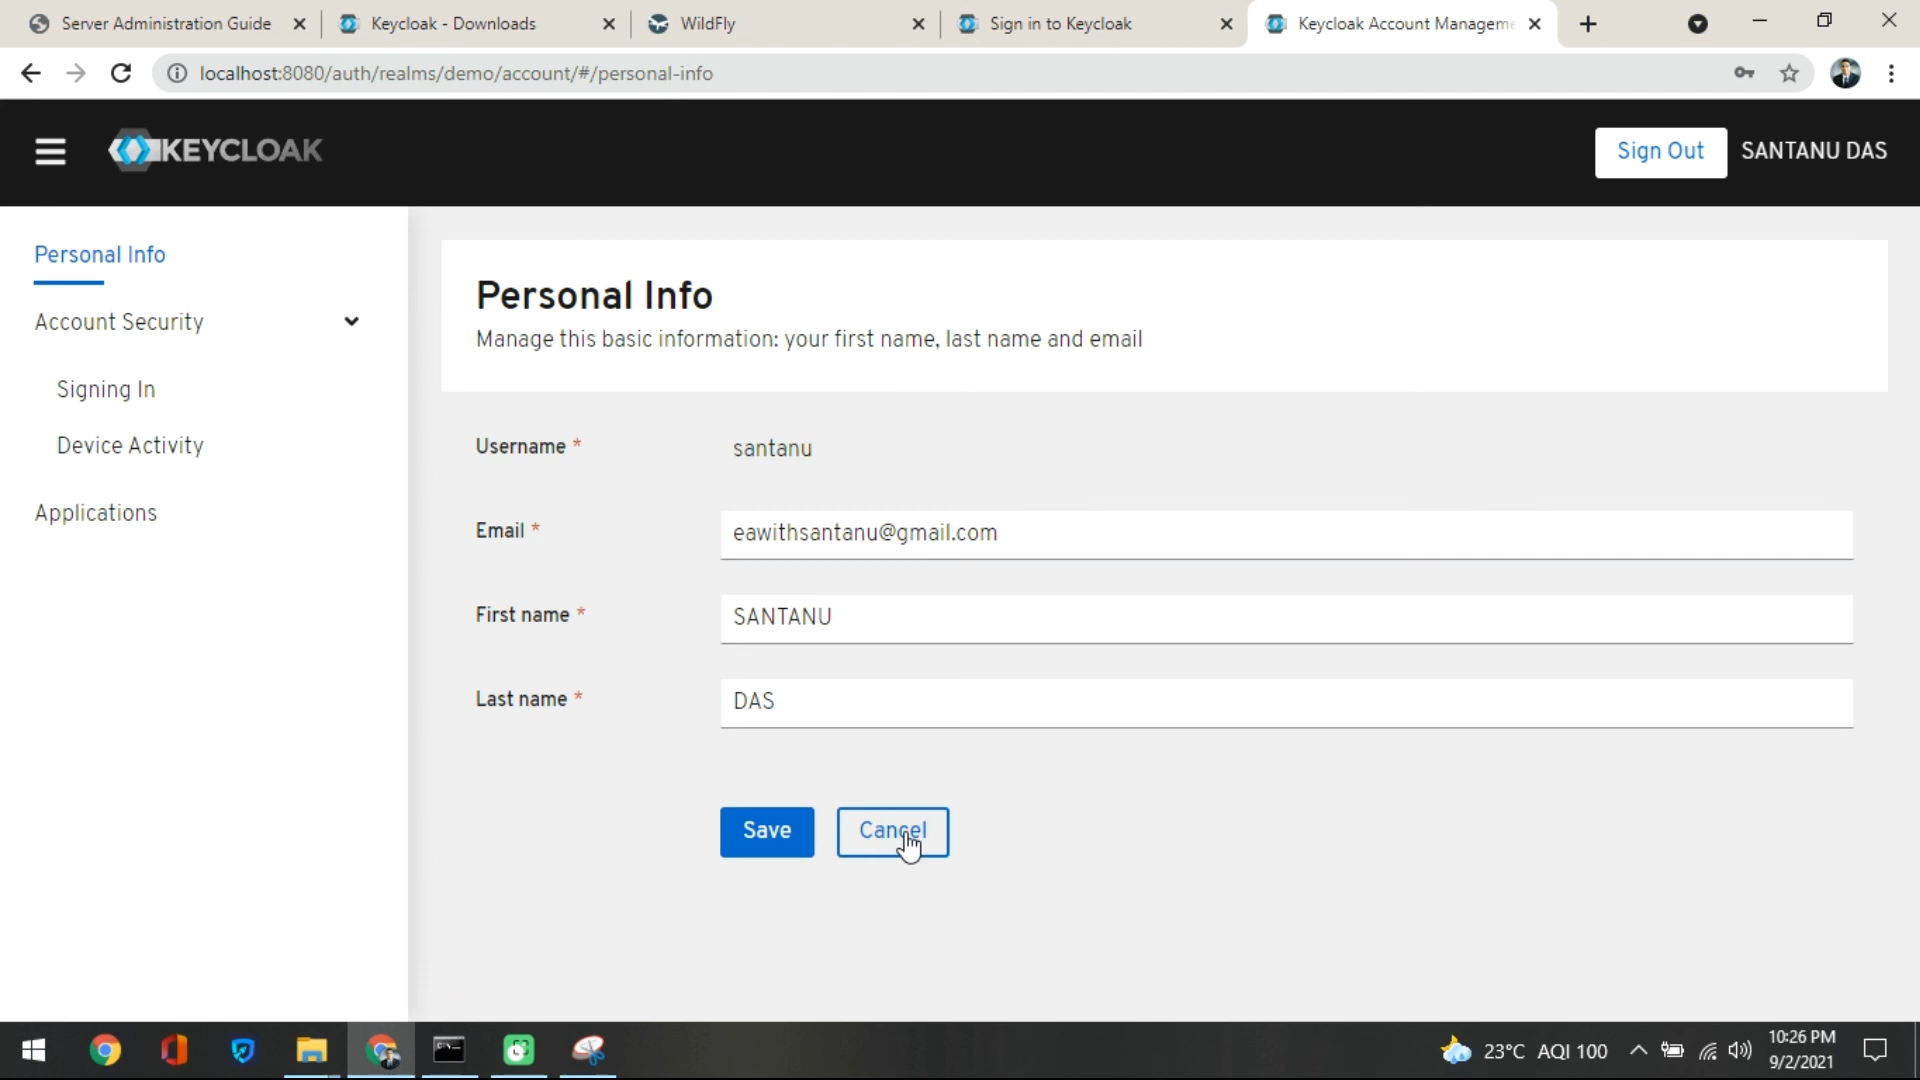 Server Administration Guide
Keycloak - Downloads
WildFly
Sign in to Keycloak
Keycloak Account Manageme
localhost:8080/auth/realms/demo/account/#/personal-info
KEYCLOAK
Sign Out
SANTANU DAS
Personal Info
Account Security
Signing In
Device Activity
Applications
Personal Info
Manage this basic information: your first name, last name and email
Username *
santanu
Email *
eawithsantanu@gmail.com
First name *
SANTANU
Last name *
DAS
Save
Cancel
23°C AQI 100
10:26 PM
9/2/2021